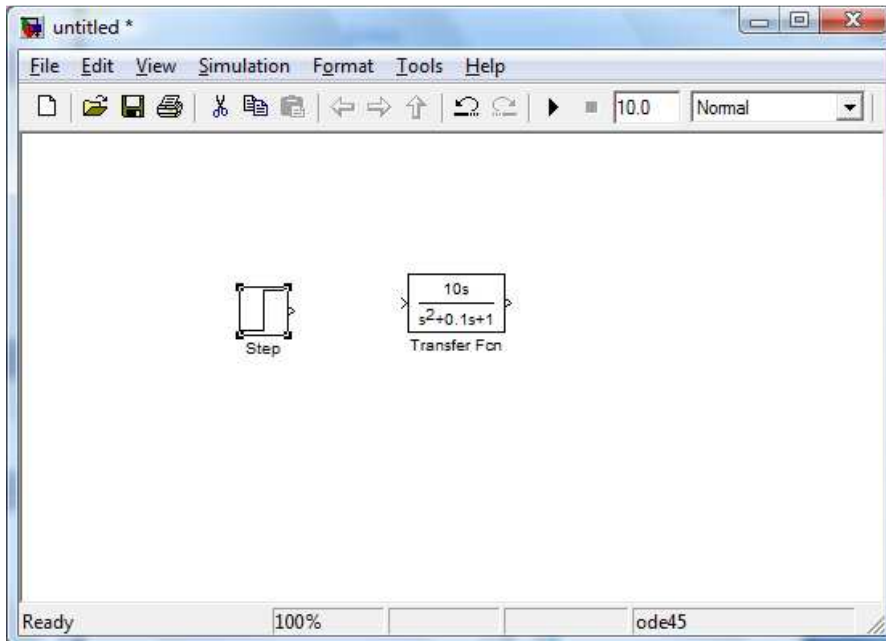 untitled *
File Edit View Simulation Format Tools Help
10.0 Normal
10s
s²+0.1s+1
Step
Transfer Fcn
Ready 100% ode45